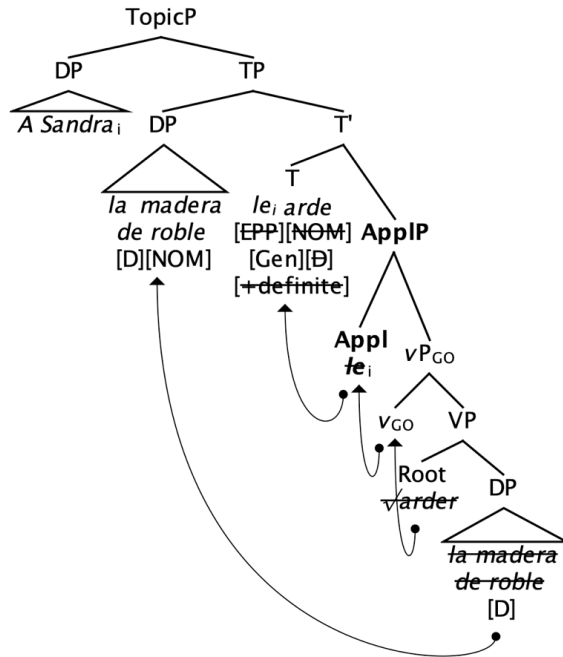 TopicP
DP TP
A Sandra i DP T'
T
la madera le i arde
de roble [EPP][NOM] ApplP
[D][NOM] [Gen][D]
[+definite]
Appl vP GO
le i
v GO VP
Root DP
√arder
la madera
de roble
[D]